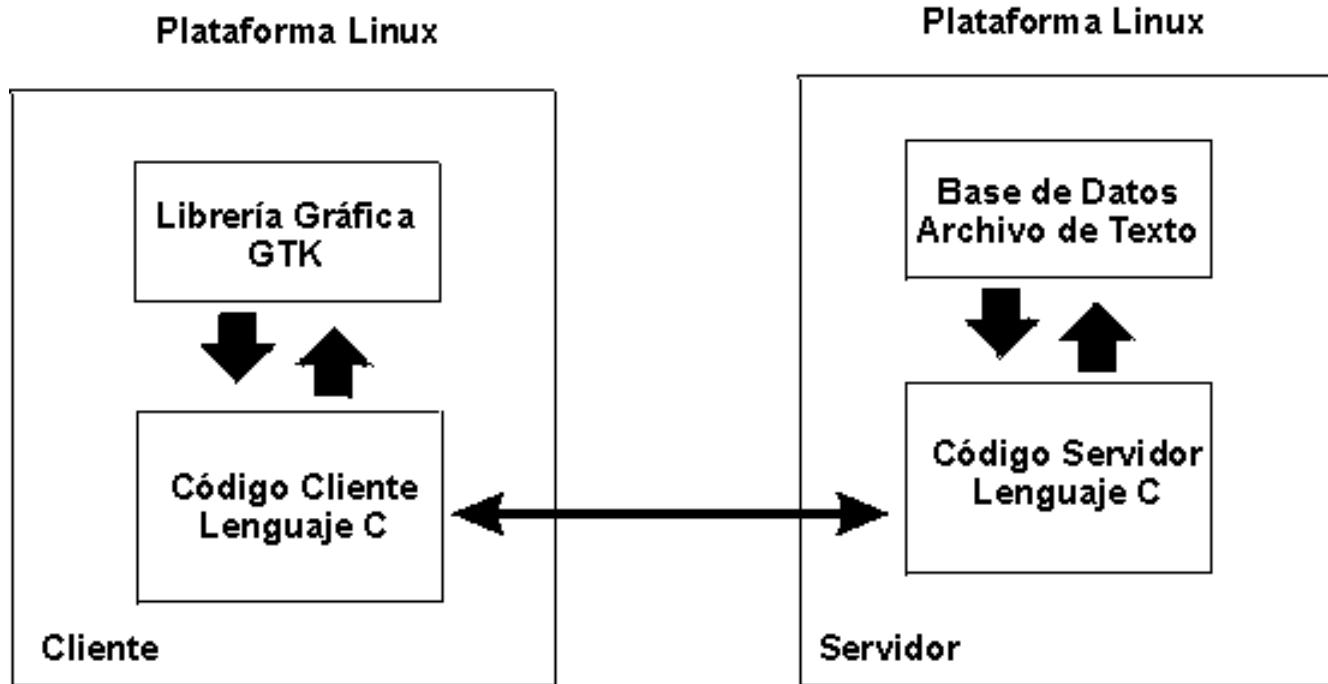 Plataforma Linux
Librería Gráfica
GTK
Código Cliente
Lenguaje C
Cliente
Plataforma Linux
Base de Datos
Archivo de Texto
Código Servidor
Lenguaje C
Servidor